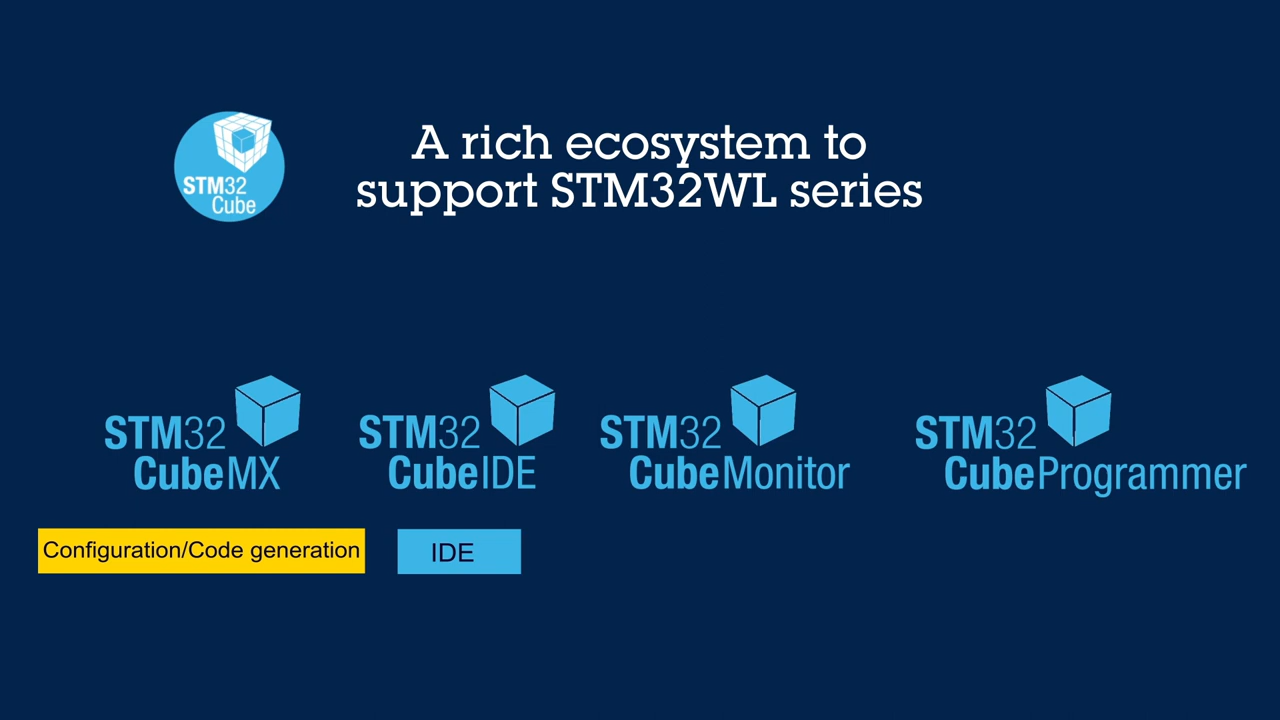 STM32
Cube
A rich ecosystem to
support STM32WL series
STM32
CubeMX
STM32
CubeIDE
STM32
CubeMonitor
STM32
CubeProgrammer
Configuration/Code generation
IDE